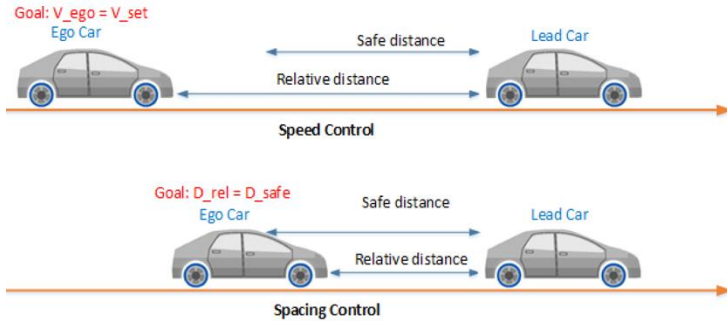 Goal: V_ego = V_set
Ego Car
Safe distance
Lead Car
Relative distance
Speed Control
Goal: D_rel = D_safe
Ego Car
Safe distance
Lead Car
Relative distance
Spacing Control